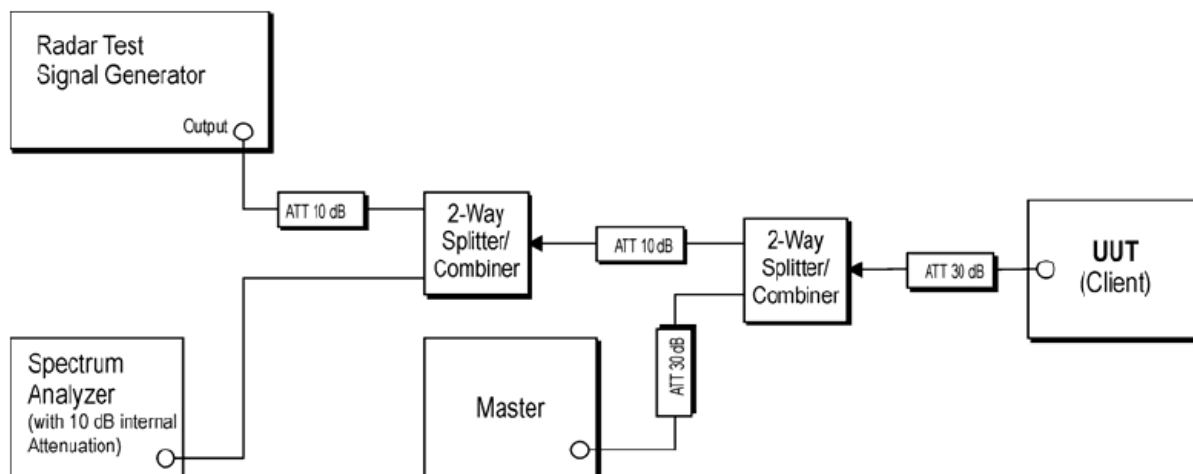 Radar Test
Signal Generator
Output
ATT 10 dB
2-Way
Splitter/
Combiner
ATT 10 dB
2-Way
Splitter/
Combiner
ATT 30 dB
UUT
(Client)
Spectrum
Analyzer
(with 10 dB internal
Attenuation)
Master
ATT 30 dB